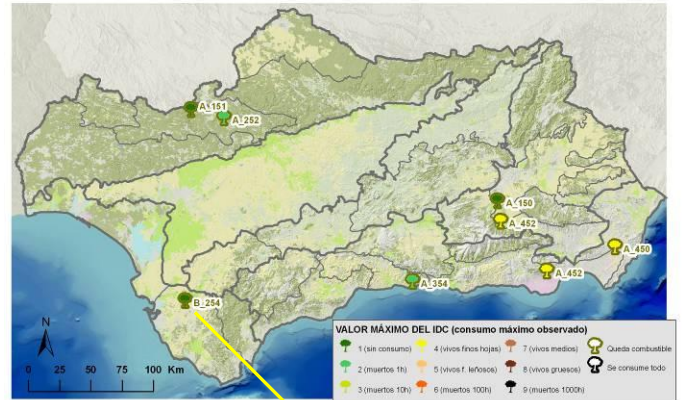 A_151
A_252
A_150
A_452
A_450
A_452
A_354
B_254
N
0 25 50 100 Km
VALOR MÁXIMO DEL IDC (consumo máximo observado)
1 (sin consumo) 4 (vivos finos hojas) 7 (vivos medios) Queda combustible
2 (muertos 1h) 5 (vivos f. leñosos) 8 (vivos gruesos) Se consume todo
3 (muertos 10h) 6 (muertos 100h) 9 (muertos 1000h)